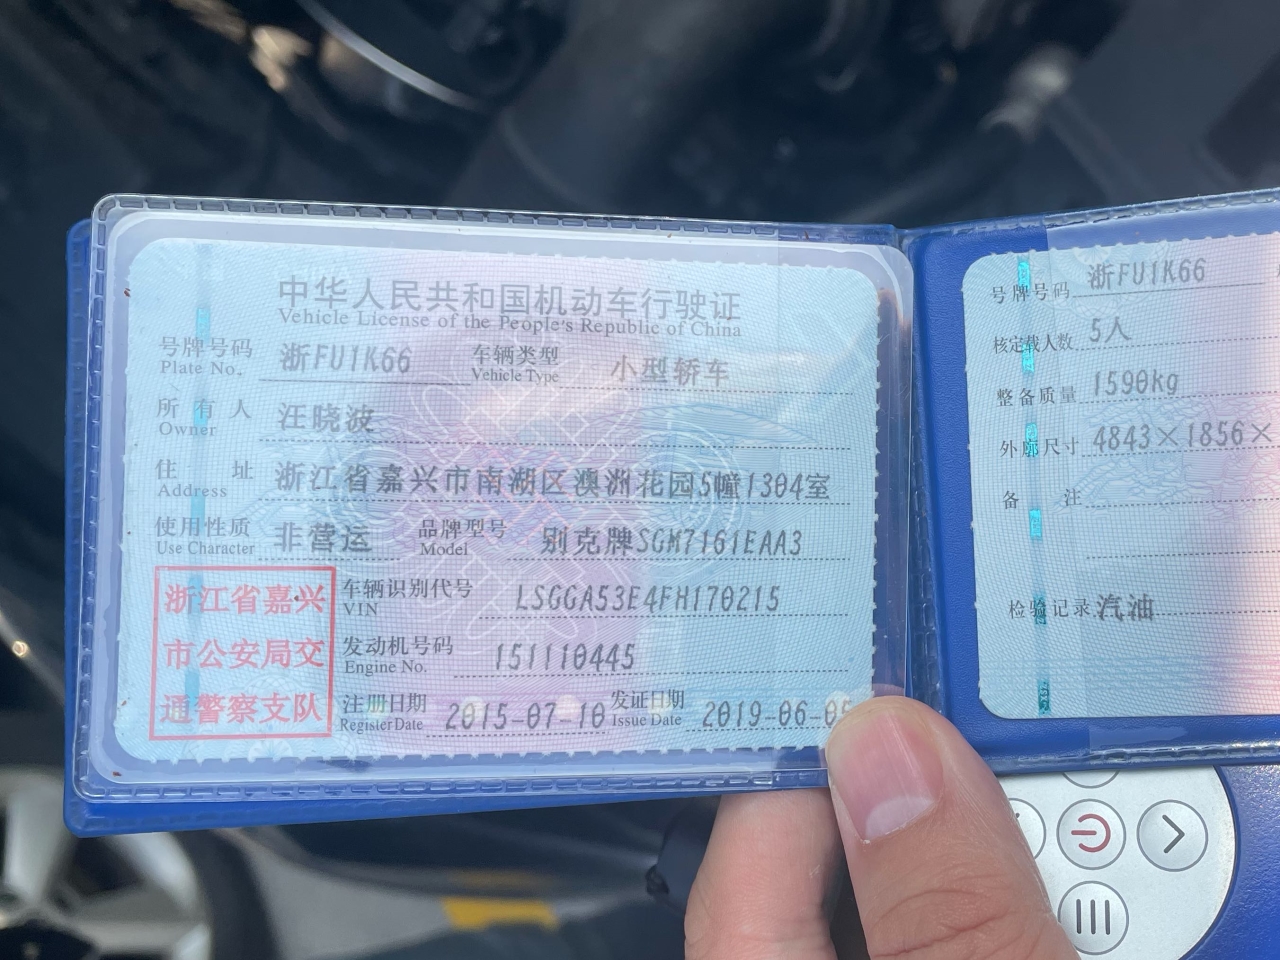 中华人民共和国机动车行驶证
Vehicle License of the People's Republic of China
号牌号码 浙FU1K66 车辆类型 小型轿车
Plate No. Vehicle Type
所有人 汪晓波
Owner
住址 浙江省嘉兴市南湖区澳洲花园5幢1304室
Address
使用性质 非营运 品牌型号 别克牌SGM7161EAA3
Use Character Model
浙江省嘉兴
市公安局交
通警察支队
车辆识别代号 LSGGA53E4FH170215
VIN
发动机号码 151110445
Engine No.
注册日期 2015-07-10 发证日期 2019-06-05
Register Date Issue Date
号牌号码 浙FU1K66
核定载人数 5人
整备质量 1590kg
外廓尺寸 4843×1856×
备注
检验记录 汽油